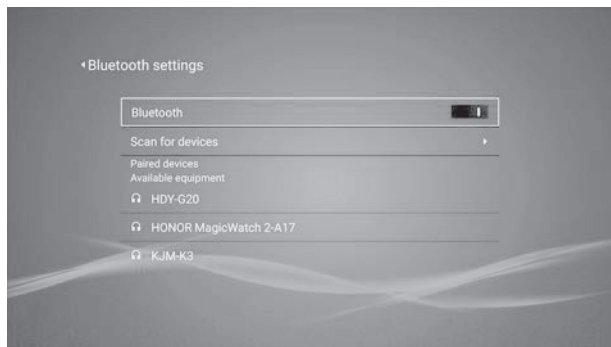 Bluetooth settings
Bluetooth
Scan for devices
Paired devices
Available equipment
HDY-G20
HONOR MagicWatch 2-A17
KJM-K3